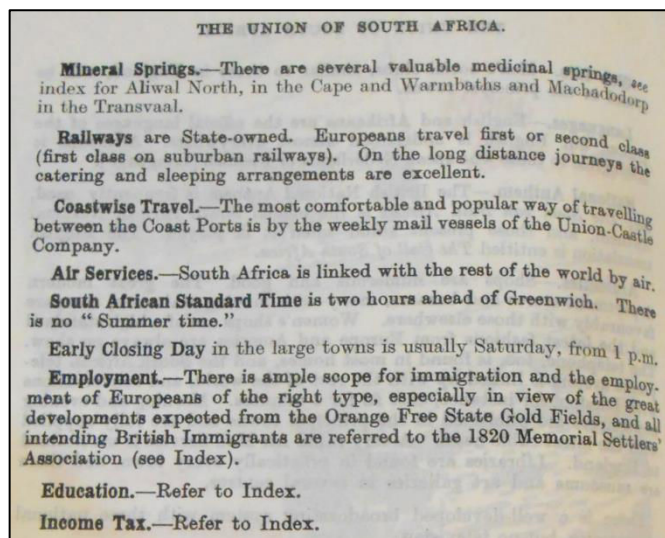 THE UNION OF SOUTH AFRICA.
Mineral Springs.—There are several valuable medicinal springs, see
index for Aliwal North, in the Cape and Warmbaths and Machadodorp
in the Transvaal.
Railways are State-owned. Europeans travel first or second class
(first class on suburban railways). On the long distance journeys the
catering and sleeping arrangements are excellent.
Coastwise Travel.—The most comfortable and popular way of travelling
between the Coast Ports is by the weekly mail vessels of the Union-Castle
Company.
Air Services.—South Africa is linked with the rest of the world by air.
South African Standard Time is two hours ahead of Greenwich. There
is no “ Summer time.”
Early Closing Day in the large towns is usually Saturday, from 1 p.m.
Employment.—There is ample scope for immigration and the employ-
ment of Europeans of the right type, especially in view of the great
developments expected from the Orange Free State Gold Fields, and all
intending British Immigrants are referred to the 1820 Memorial Settlers'
Association (see Index).
Education.—Refer to Index.
Income Tax.—Refer to Index.